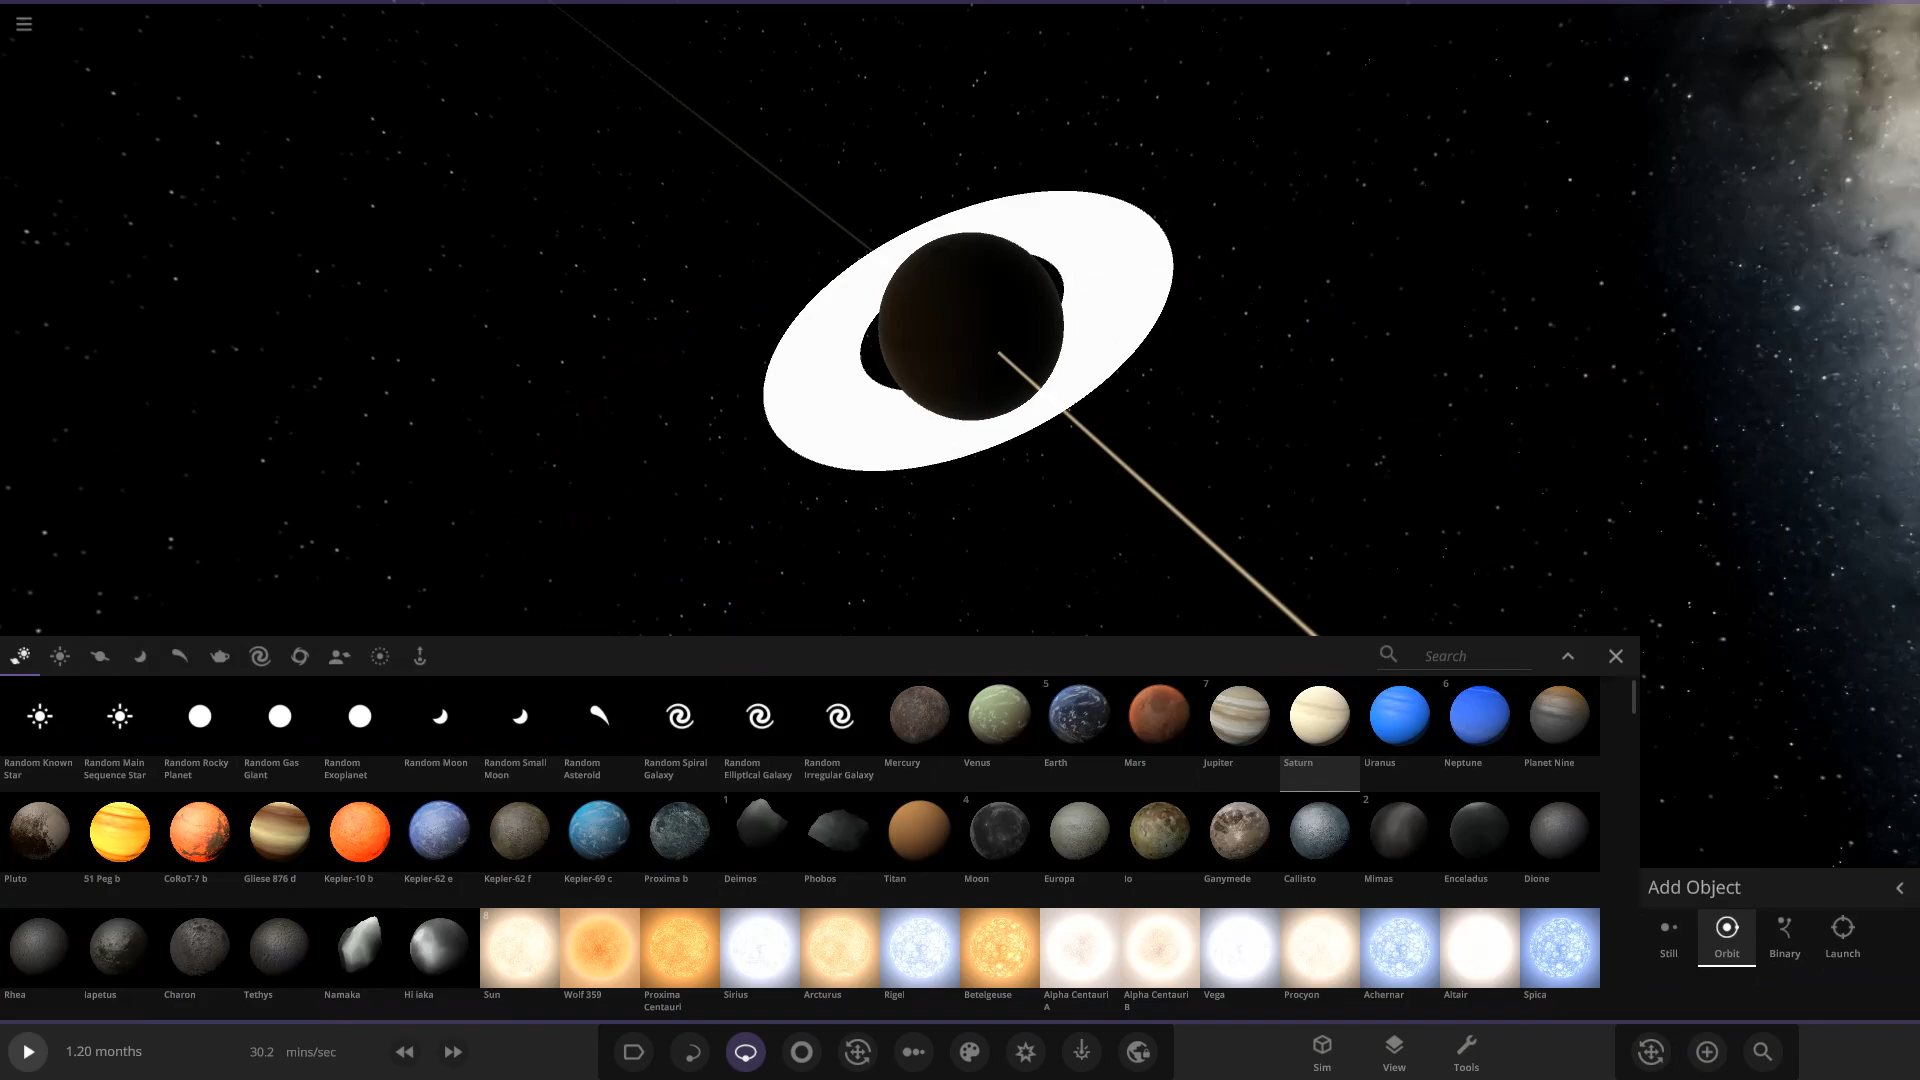 Search
5
7
6
Random Known
Star
Random Main
Sequence Star
Random Rocky
Planet
Random Gas
Giant
Random
Exoplanet
Random Moon
Random Small
Moon
Random
Asteroid
Random Spiral
Galaxy
Random
Elliptical Galaxy
Random
Irregular Galaxy
Mercury
Venus
Earth
Mars
Jupiter
Saturn
Uranus
Neptune
Planet Nine
1
4
2
Pluto
51 Peg b
CoRoT-7 b
Gliese 876 d
Kepler-10 b
Kepler-62 e
Kepler-62 f
Kepler-69 c
Proxima b
Deimos
Phobos
Titan
Moon
Europa
Io
Ganymede
Callisto
Mimas
Enceladus
Dione
Add Object
8
Still
Orbit
Binary
Launch
Rhea
Iapetus
Charon
Tethys
Namaka
Hi iaka
Sun
Wolf 359
Proxima
Centauri
Sirius
Arcturus
Rigel
Betelgeuse
Alpha Centauri
A
Alpha Centauri
B
Vega
Procyon
Achernar
Altair
Spica
1.20 months
30.2 mins/sec
Sim
View
Tools